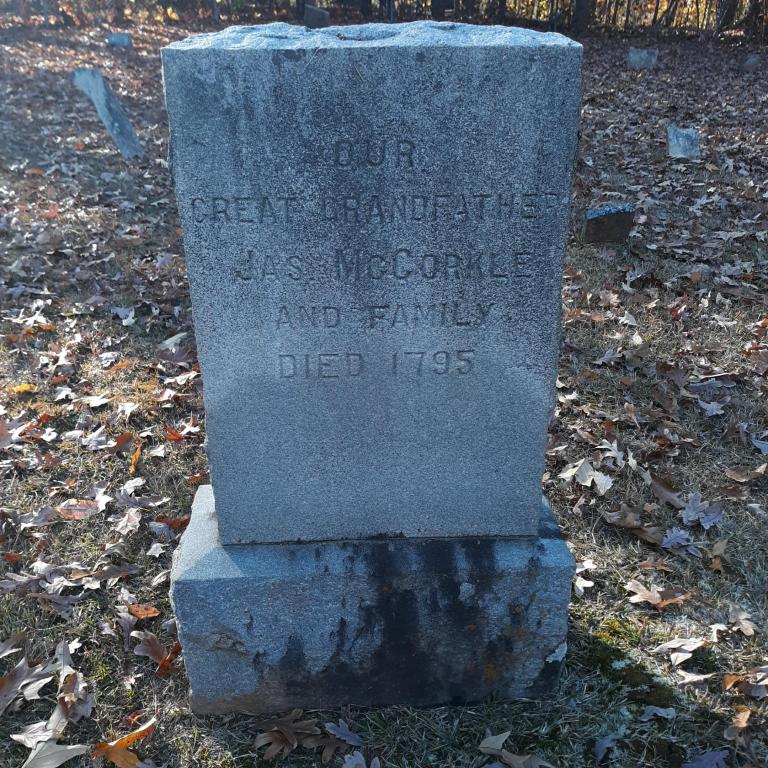 OUR
GREAT GRANDFATHER
JAS. McCORKLE
AND FAMILY
DIED 1795